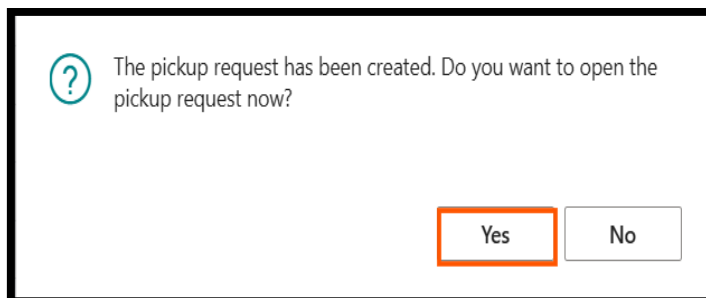 The pickup request has been created. Do you want to open the
pickup request now?
Yes
No